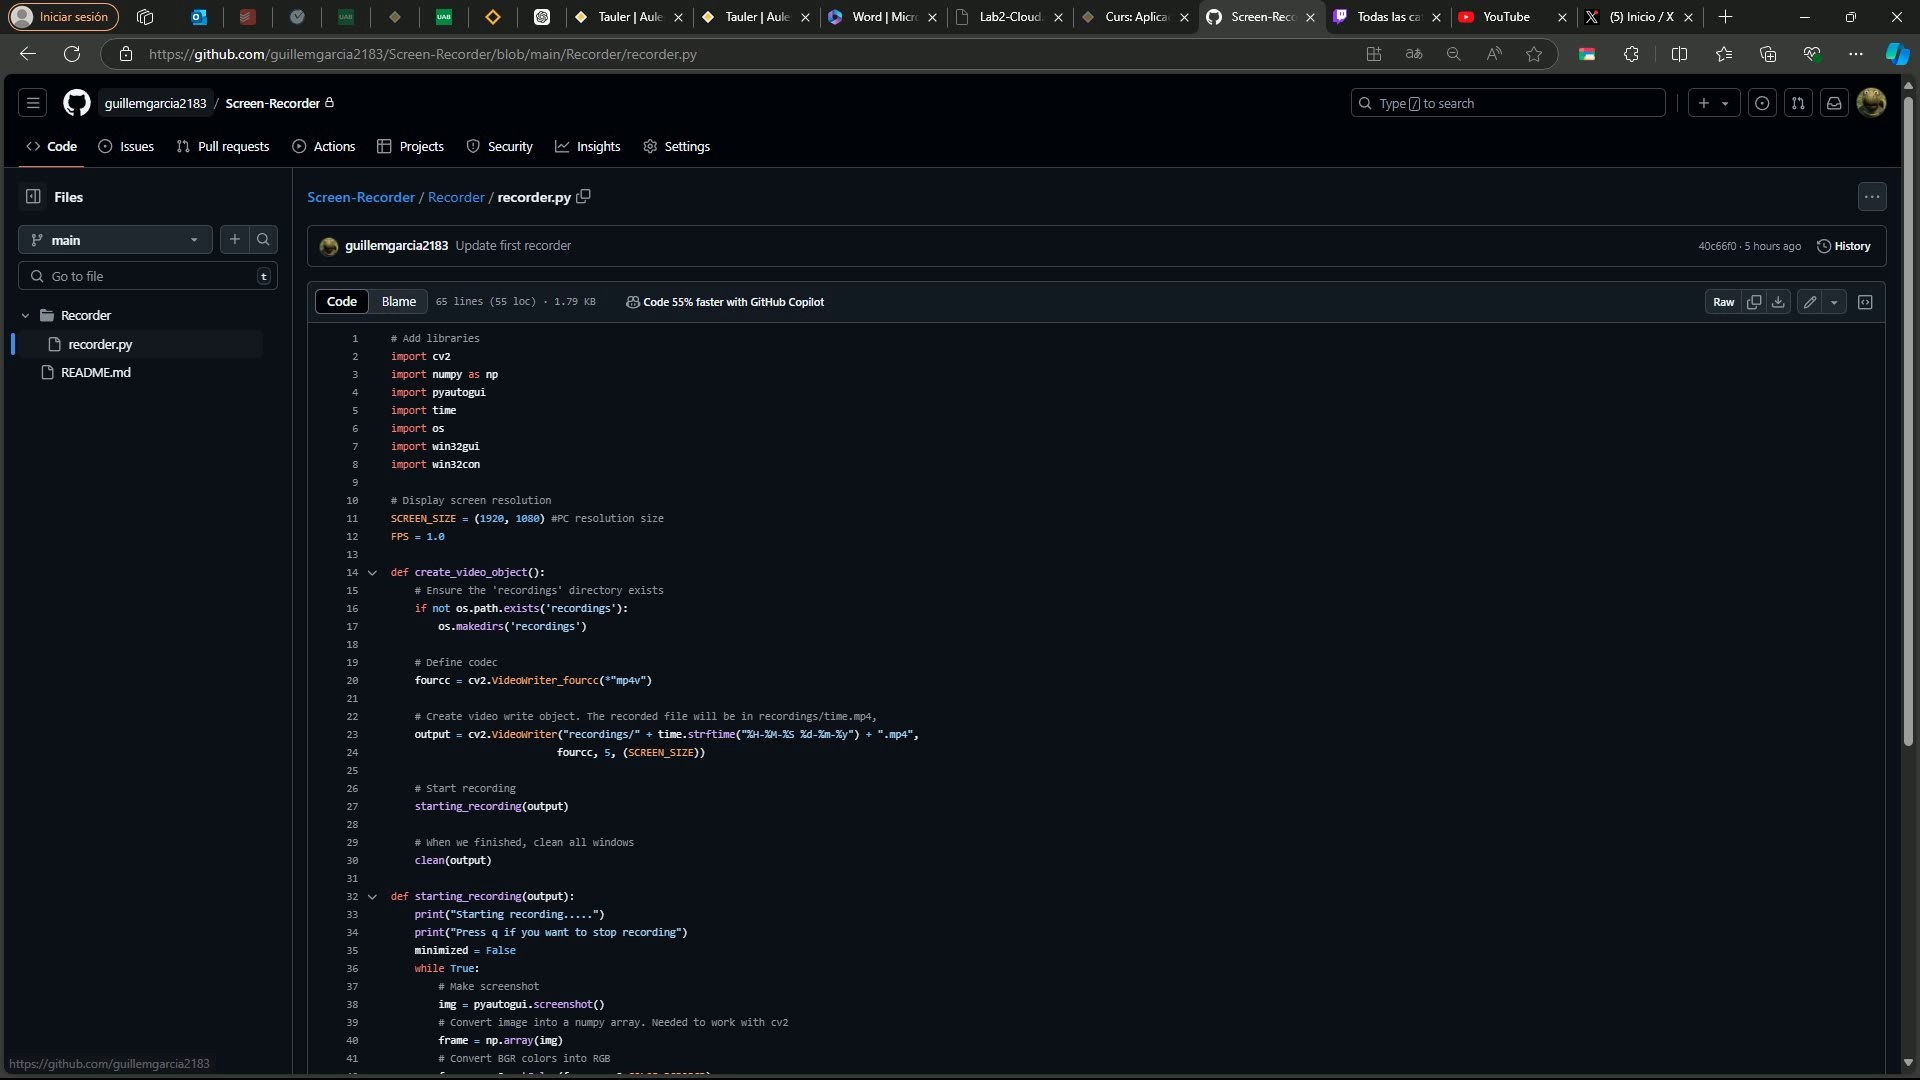 Iniciar sesión
Tauler | Aule
Tauler | Aule
Word | Micr
Lab2-Cloud
Curs: Aplica
Screen-Reco
Todas las ca
YouTube
(5) Inicio / X
https://github.com/guillemgarcia2183/Screen-Recorder/blob/main/Recorder/recorder.py
guillemgarcia2183 / Screen-Recorder
Type / to search
Code
Issues
Pull requests
Actions
Projects
Security
Insights
Settings
Files
Screen-Recorder / Recorder / recorder.py
main
guillemgarcia2183 Update first recorder
40c66f0 · 5 hours ago
History
Go to file
t
Code
Blame
65 lines (55 loc) · 1.79 KB
Code 55% faster with GitHub Copilot
Raw
Recorder
recorder.py
README.md
1 # Add libraries
2 import cv2
3 import numpy as np
4 import pyautogui
5 import time
6 import os
7 import win32gui
8 import win32con
9
10 # Display screen resolution
11 SCREEN_SIZE = (1920, 1080) #PC resolution size
12 FPS = 1.0
13
14 def create_video_object():
15 # Ensure the 'recordings' directory exists
16 if not os.path.exists('recordings'):
17 os.makedirs('recordings')
18
19 # Define codec
20 fourcc = cv2.VideoWriter_fourcc(*"mp4v")
21
22 # Create video write object. The recorded file will be in recordings/time.mp4,
23 output = cv2.VideoWriter("recordings/" + time.strftime("%H-%M-%S %d-%m-%y") + ".mp4",
24 fourcc, 5, (SCREEN_SIZE))
25
26 # Start recording
27 starting_recording(output)
28
29 # When we finished, clean all windows
30 clean(output)
31
32 def starting_recording(output):
33 print("Starting recording.....")
34 print("Press q if you want to stop recording")
35 minimized = False
36 while True:
37 # Make screenshot
38 img = pyautogui.screenshot()
39 # Convert image into a numpy array. Needed to work with cv2
40 frame = np.array(img)
41 # Convert BGR colors into RGB
https://github.com/guillemgarcia2183